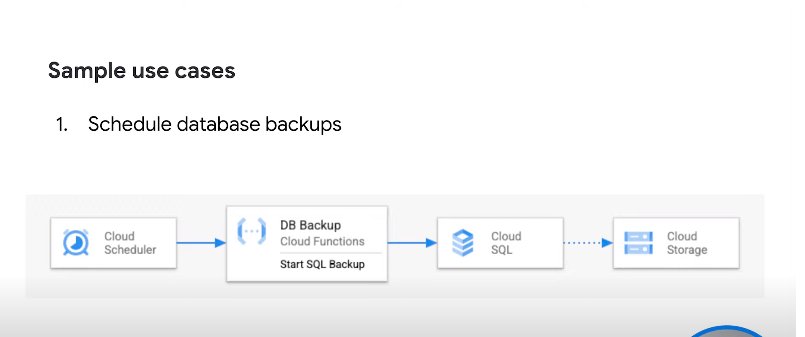 Sample use cases
1. Schedule database backups
Cloud
Scheduler
DB Backup
Cloud Functions
Start SQL Backup
Cloud
SQL
Cloud
Storage